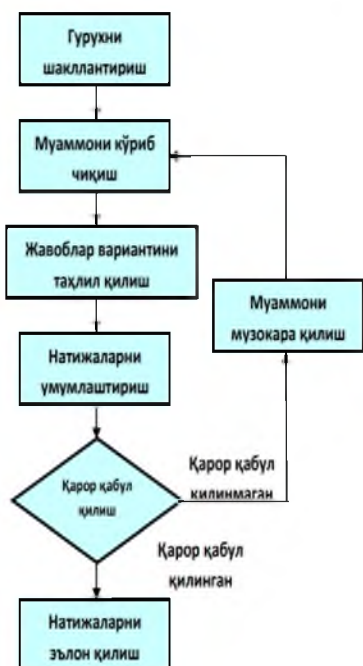 Гурухни
шакллантириш
Муаммони кўриб
чиқиш
Жавоблар вариантини
таҳлил қилиш
Муаммони
музокара қилиш
Натижаларни
умумлаштириш
Қарор қабул
қилиш
Қарор қабул
килинмаган
Қарор қабул
қилинган
Натижаларни
эълон қилиш